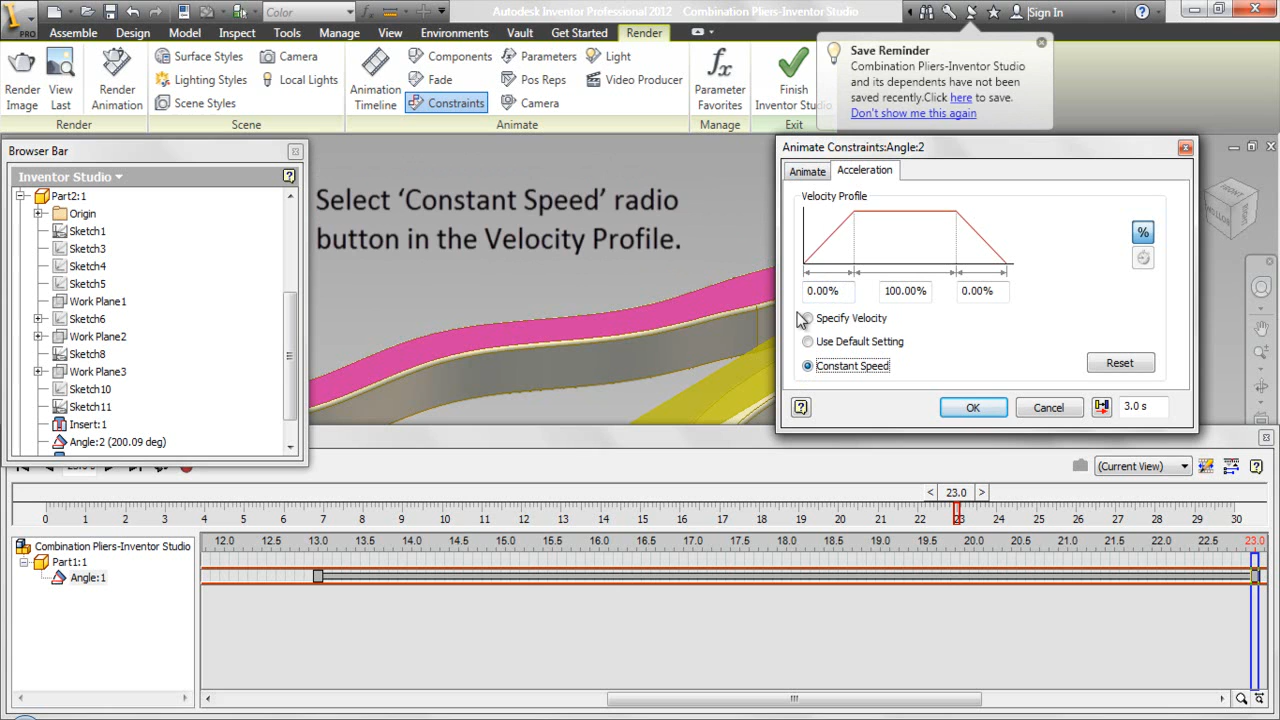 Color
Autodesk Inventor Professional 2012 Combination Pliers-Inventor Studio
Sign In
PRO
Assemble Design Model Inspect Tools Manage View Environments Vault Get Started Render
Render Image
View Last
Render Animation
Surface Styles
Lighting Styles
Scene Styles
Camera
Local Lights
Animation Timeline
Components
Fade
Constraints
Parameters
Pos Reps
Camera
Light
Video Producer
Parameter Favorites
Finish
Inventor Studio
Render
Scene
Animate
Manage
Exit
Save Reminder
Combination Pliers-Inventor Studio
and its dependents have not been
saved recently.Click here to save.
Don't show me this again
Browser Bar
Inventor Studio
Part2:1
Origin
Sketch1
Sketch3
Sketch4
Sketch5
Work Plane1
Sketch6
Work Plane2
Sketch8
Work Plane3
Sketch10
Sketch11
Insert:1
Angle:2 (200.09 deg)
Select ‘Constant Speed’ radio
button in the Velocity Profile.
BOTTOM
Animate Constraints:Angle:2
Animate Acceleration
Velocity Profile
%
0.00% 100.00% 0.00%
Specify Velocity
Use Default Setting
Constant Speed
Reset
OK Cancel 3.0 s
(Current View)
< 23.0 >
0 1 2 3 4 5 6 7 8 9 10 11 12 13 14 15 16 17 18 19 20 21 22 23 24 25 26 27 28 29 30
12.0 12.5 13.0 13.5 14.0 14.5 15.0 15.5 16.0 16.5 17.0 17.5 18.0 18.5 19.0 19.5 20.0 20.5 21.0 21.5 22.0 22.5 23.0
Combination Pliers-Inventor Studio
Part1:1
Angle:1